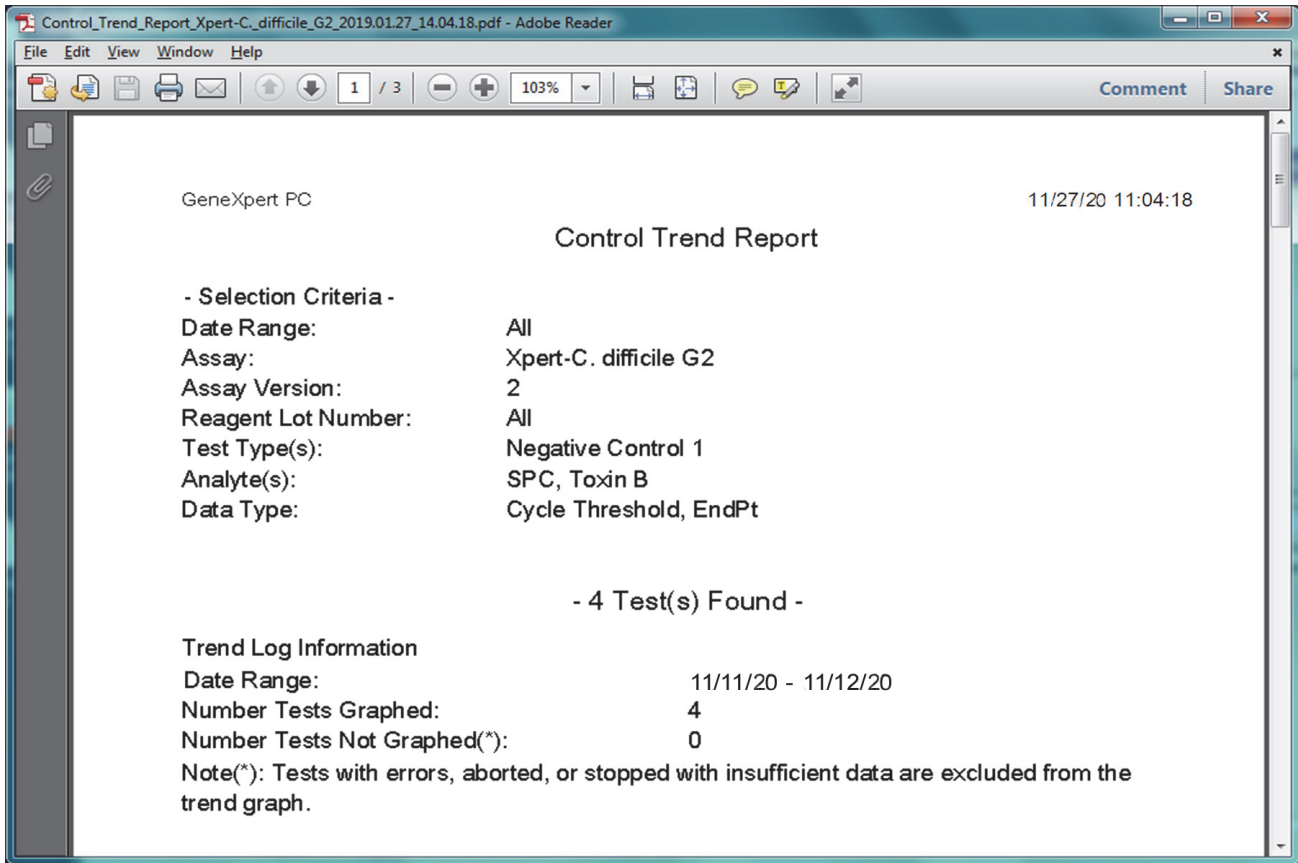 Control_Trend_Report_Xpert-C._difficile_G2_2019.01.27_14.04.18.pdf - Adobe Reader
File Edit View Window Help
1 / 3 103% Comment Share
GeneXpert PC 11/27/20 11:04:18
Control Trend Report
- Selection Criteria -
Date Range: All
Assay: Xpert-C. difficile G2
Assay Version: 2
Reagent Lot Number: All
Test Type(s): Negative Control 1
Analyte(s): SPC, Toxin B
Data Type: Cycle Threshold, EndPt
- 4 Test(s) Found -
Trend Log Information
Date Range: 11/11/20 - 11/12/20
Number Tests Graphed: 4
Number Tests Not Graphed(*): 0
Note(*): Tests with errors, aborted, or stopped with insufficient data are excluded from the
trend graph.